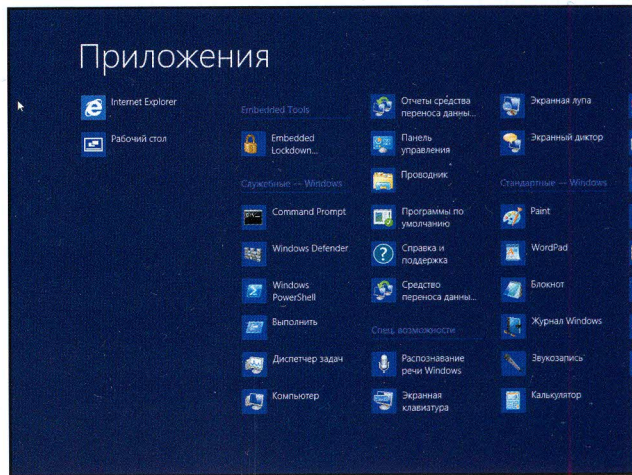 Приложения
Internet Explorer
Рабочий стол
Embedded Tools
Embedded
Lockdown...
Служебные — Windows
Command Prompt
Windows Defender
Windows
PowerShell
Выполнить
Диспетчер задач
Компьютер
Отчеты средства
переноса данны...
Панель
управления
Проводник
Программы по
умолчанию
Справка и
поддержка
Средство
переноса данны...
Спец. возможности
Распознавание
речи Windows
Экранная
клавиатура
Экранная лупа
Экранный диктор
Стандартные — Windows
Paint
WordPad
Блокнот
Журнал Windows
Звукозапись
Калькулятор